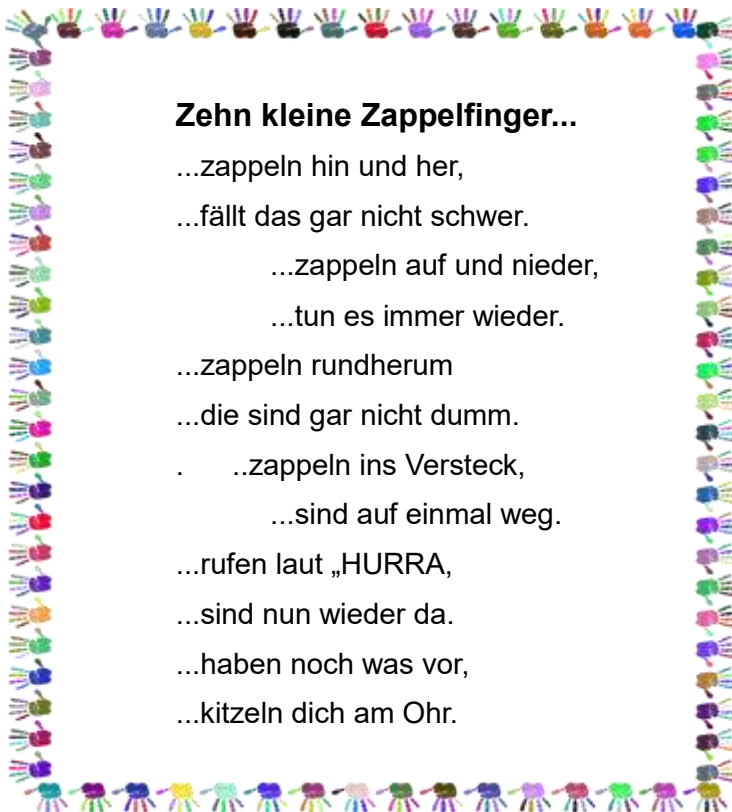 Zehn kleine Zappelfinger...
...zappeln hin und her,
...fällt das gar nicht schwer.
...zappeln auf und nieder,
...tun es immer wieder.
...zappeln rundherum
...die sind gar nicht dumm.
. ..zappeln ins Versteck,
...sind auf einmal weg.
...rufen laut „HURRA,
...sind nun wieder da.
...haben noch was vor,
...kitzeln dich am Ohr.